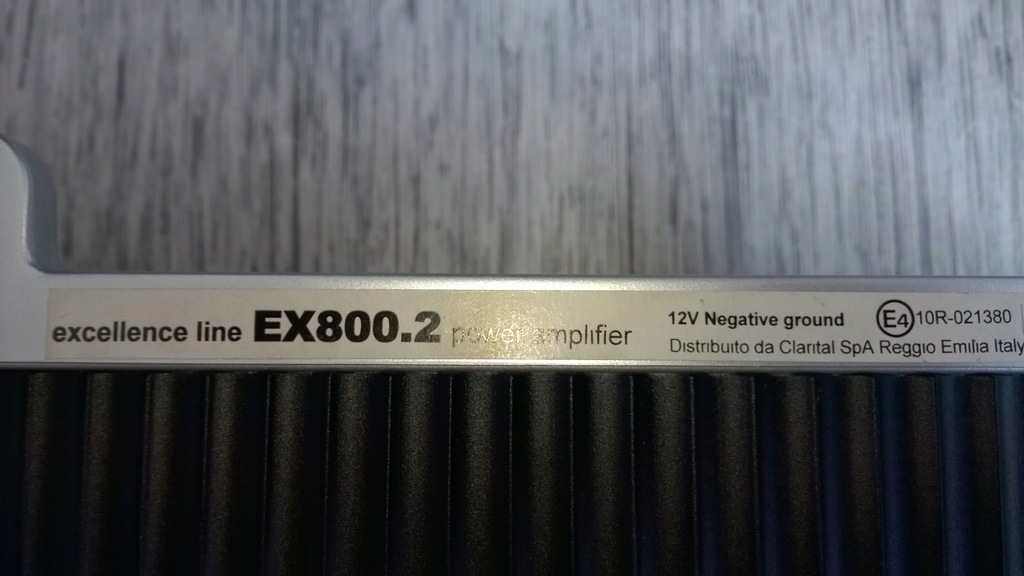 excellence line EX800.2 power amplifier
12V Negative ground E4 10R-021380
Distribuito da Clarital SpA Reggio Emilia Italy